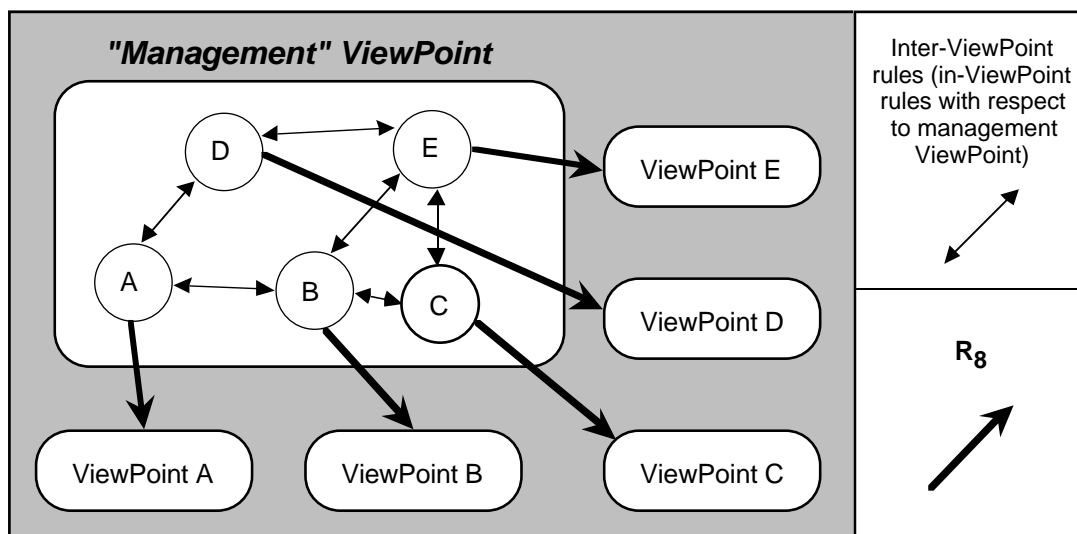 "Management" ViewPoint
D
E
A
B
C
ViewPoint E
ViewPoint D
ViewPoint A
ViewPoint B
ViewPoint C
Inter-ViewPoint
rules (in-ViewPoint
rules with respect
to management
ViewPoint)
R8